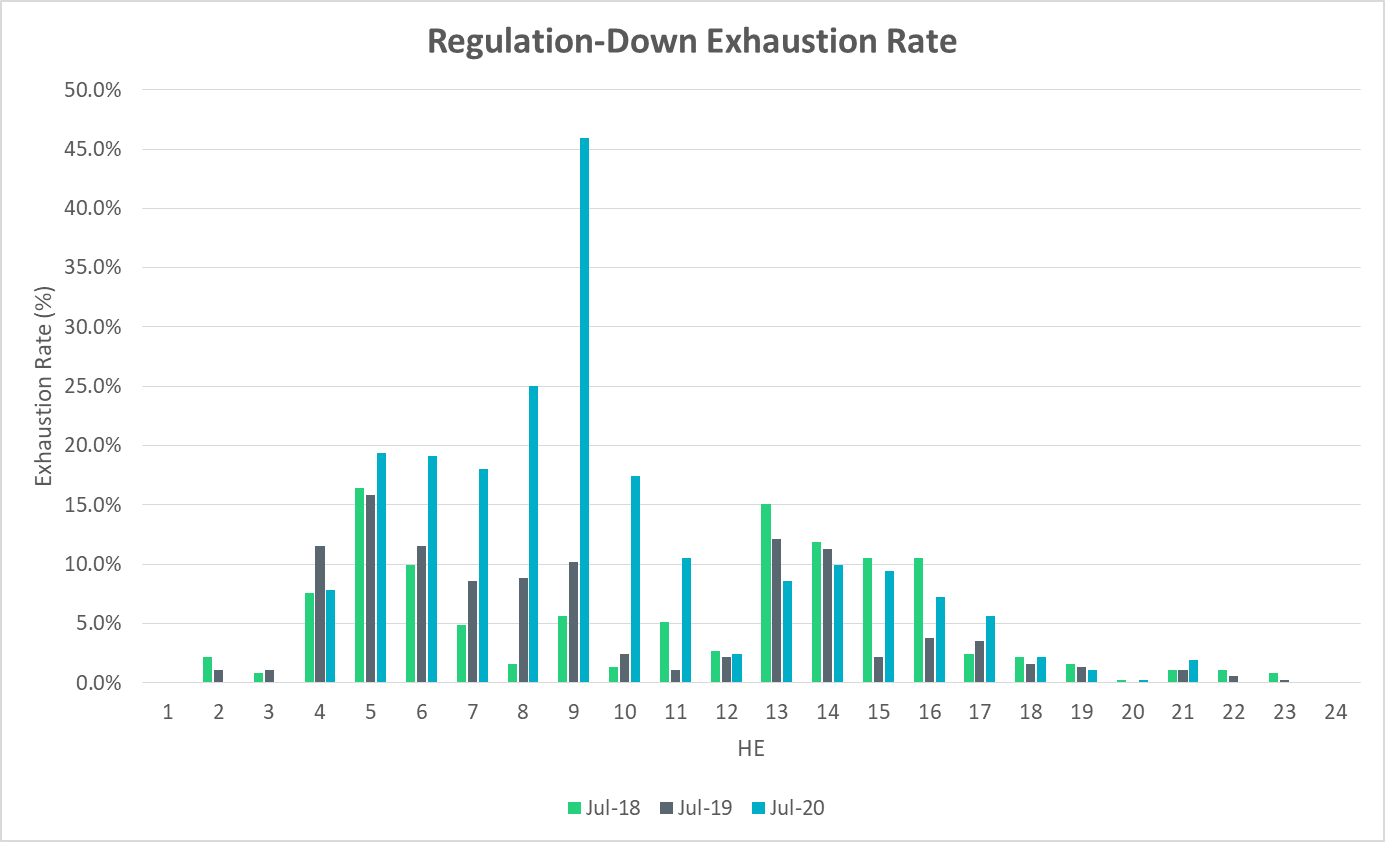 Regulation-Down Exhaustion Rate
50.0%
45.0%
40.0%
35.0%
30.0%
25.0%
20.0%
15.0%
10.0%
5.0%
0.0%
Exhaustion Rate (%)
1 2 3 4 5 6 7 8 9 10 11 12 13 14 15 16 17 18 19 20 21 22 23 24
HE
Jul-18 Jul-19 Jul-20